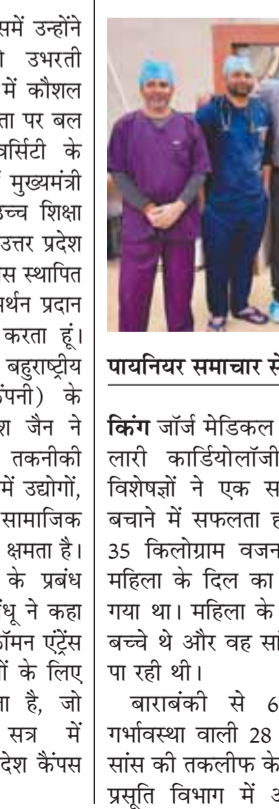 समें उन्होंने
उभरती
में कौशल
ता पर बल
वर्सिटी के
मुख्यमंत्री
उच्च शिक्षा
उत्तर प्रदेश
स स्थापित
र्थन प्रदान
करता हूं।
बहुराष्ट्रीय
कंपनी) के
श जैन ने
तकनीकी
में उद्योगों,
सामाजिक
क्षमता है।
के प्रबंध
ंधू ने कहा
ॉमन एंट्रेंस
ों के लिए
ता है, जो
सत्र में
देश कैंपस
पायनियर समाचार से
किंग जॉर्ज मेडिकल
लारी कार्डियोलॉजी
विशेषज्ञों ने एक स
बचाने में सफलता ह
35 किलोग्राम वजन
महिला के दिल का
गया था। महिला के
बच्चे थे और वह सां
पा रही थी।
बाराबंकी से 6
गर्भावस्था वाली 28
सांस की तकलीफ के
प्रसूति विभाग में